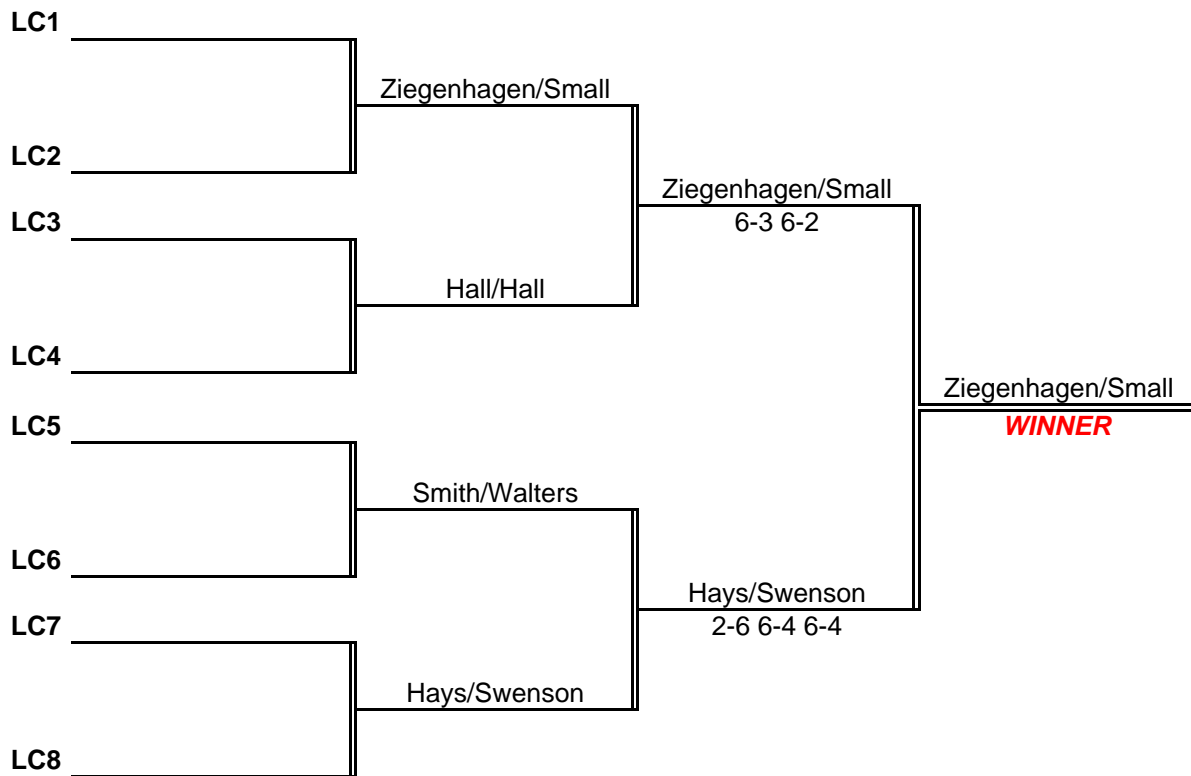 LC1
Ziegenhagen/Small
LC2
Ziegenhagen/Small
6-3 6-2
LC3
Hall/Hall
LC4
Ziegenhagen/Small
WINNER
LC5
Smith/Walters
LC6
Hays/Swenson
2-6 6-4 6-4
LC7
Hays/Swenson
LC8